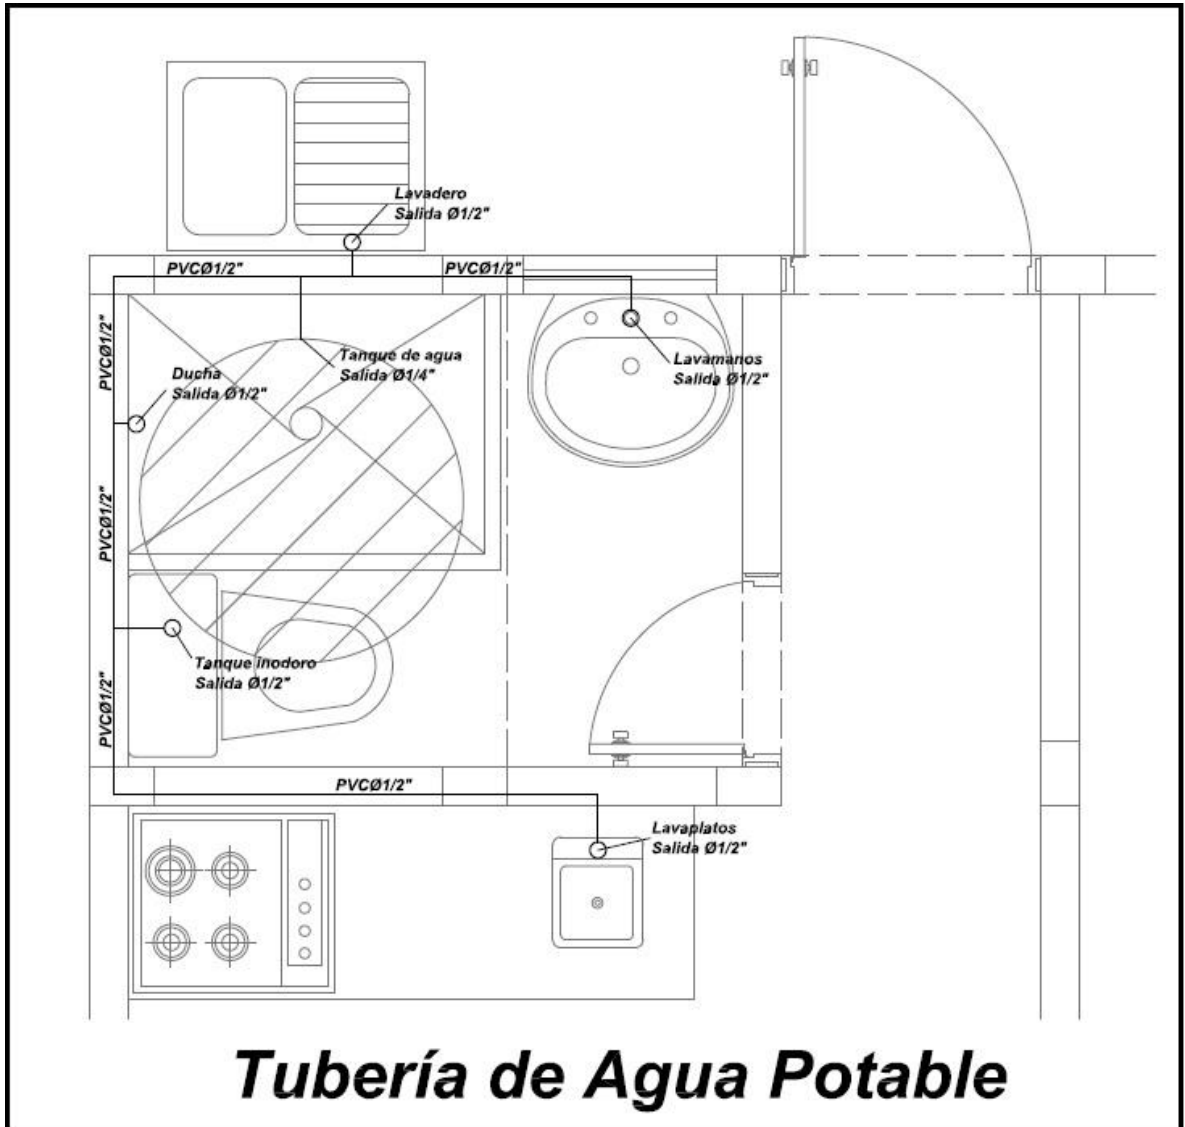 Lavadero
Salida Ø1/2"
PVCØ1/2"
PVCØ1/2"
PVCØ1/2"
Tanque de agua
Salida Ø1/4"
Lavamanos
Salida Ø1/2"
Ducha
Salida Ø1/2"
PVCØ1/2"
Tanque inodoro
Salida Ø1/2"
PVCØ1/2"
PVCØ1/2"
Lavaplatos
Salida Ø1/2"
Tubería de Agua Potable